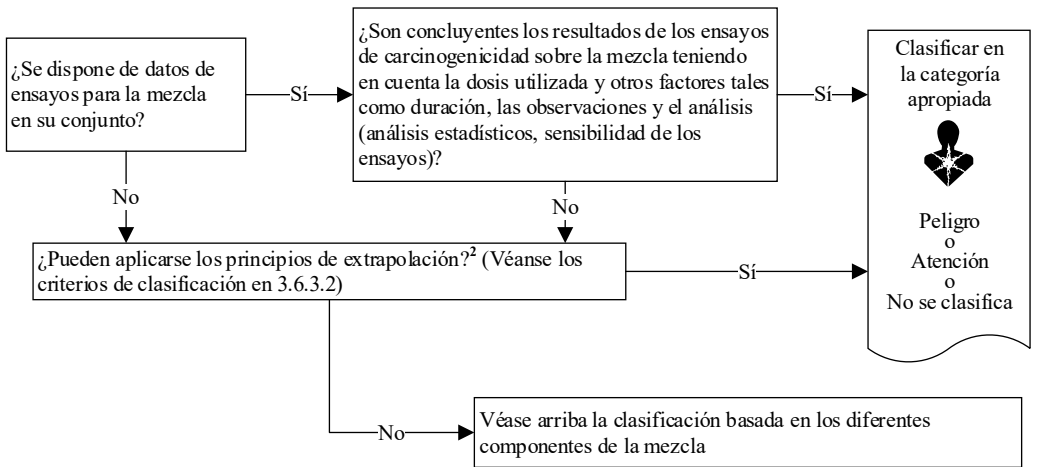 ¿Se dispone de datos de
ensayos para la mezcla
en su conjunto?
Sí
¿Son concluyentes los resultados de los ensayos
de carcinogenicidad sobre la mezcla teniendo
en cuenta la dosis utilizada y otros factores tales
como duración, las observaciones y el análisis
(análisis estadísticos, sensibilidad de los
ensayos)?
Sí
Clasificar en
la categoría
apropiada
Peligro
o
Atención
o
No se clasifica
No
No
¿Pueden aplicarse los principios de extrapolación?² (Véanse los
criterios de clasificación en 3.6.3.2)
Sí
No
Véase arriba la clasificación basada en los diferentes
componentes de la mezcla